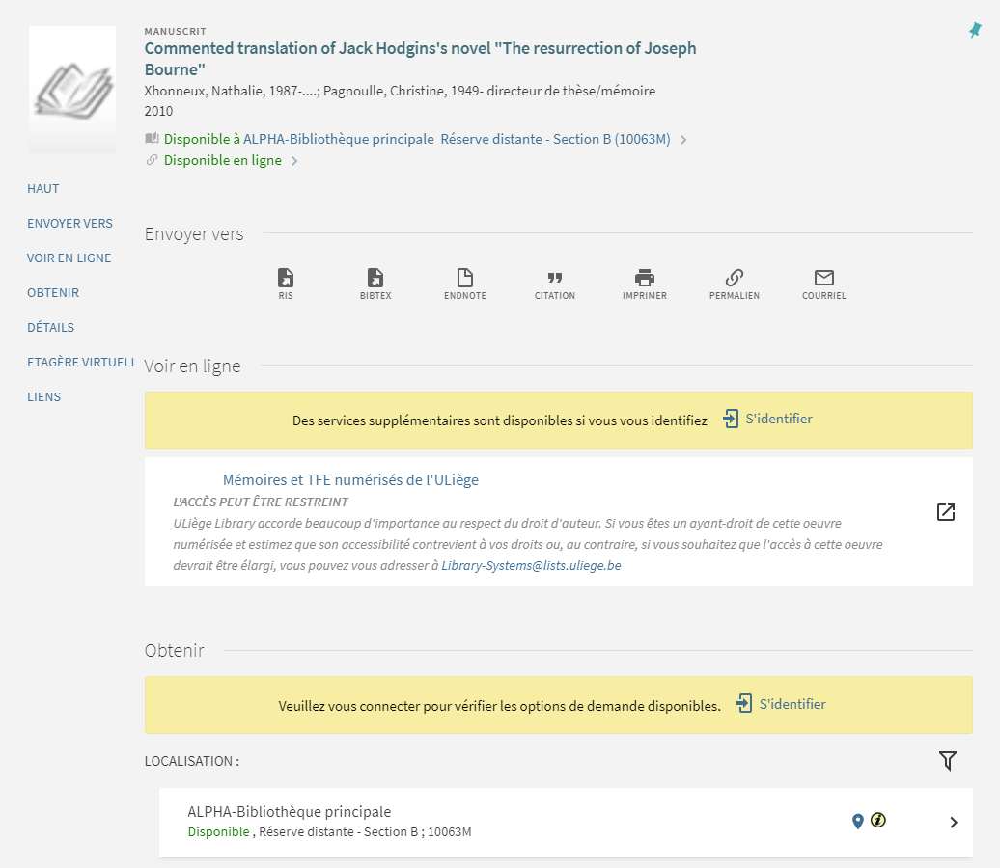 MANUSCRIT
Commented translation of Jack Hodgins's novel "The resurrection of Joseph
Bourne"
Xhonneux, Nathalie, 1987-....; Pagnoulle, Christine, 1949- directeur de thèse/mémoire
2010
Disponible à ALPHA-Bibliothèque principale Réserve distante - Section B (10063M)
Disponible en ligne
HAUT
ENVOYER VERS
VOIR EN LIGNE
OBTENIR
DÉTAILS
ETAGÈRE VIRTUELL
LIENS
Envoyer vers
RIS
BIBTEX
ENDNOTE
CITATION
IMPRIMER
PERMALIEN
COURRIEL
Voir en ligne
Des services supplémentaires sont disponibles si vous vous identifiez S'identifier
Mémoires et TFE numérisés de l'ULiège
L'ACCÈS PEUT ÊTRE RESTREINT
ULiège Library accorde beaucoup d'importance au respect du droit d'auteur. Si vous êtes un ayant-droit de cette oeuvre
numérisée et estimez que son accessibilité contrevient à vos droits ou, au contraire, si vous souhaitez que l'accès à cette oeuvre
devrait être élargi, vous pouvez vous adresser à Library-Systems@lists.uliege.be
Obtenir
Veuillez vous connecter pour vérifier les options de demande disponibles. S'identifier
LOCALISATION :
ALPHA-Bibliothèque principale
Disponible , Réserve distante - Section B ; 10063M